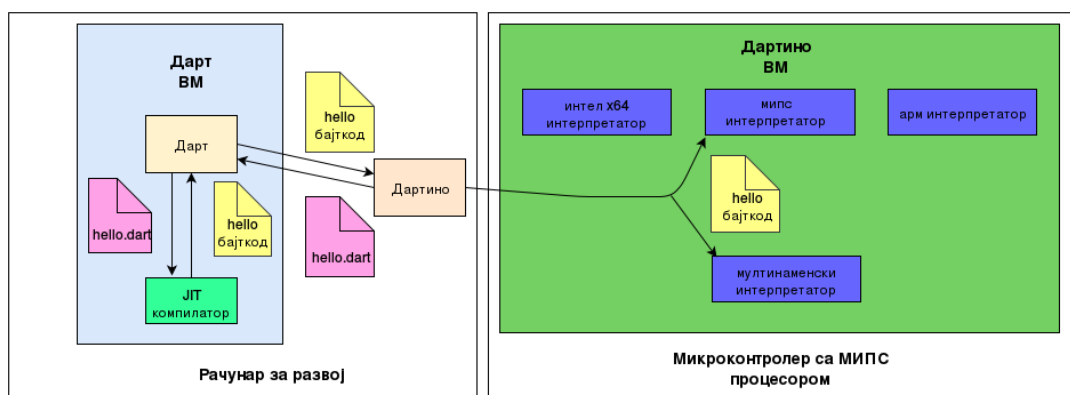 Дарт
ВМ
hello
бајткод
Дарт
Дартино
hello.dart
hello
бајткод
hello.dart
JIT
компилатор
Рачунар за развој
Дартино
ВМ
интел x64
интерпретатор
мипс
интерпретатор
арм интерпретатор
hello
бајткод
мултинаменски
интерпретатор
Микроконтролер са МИПС
процесором